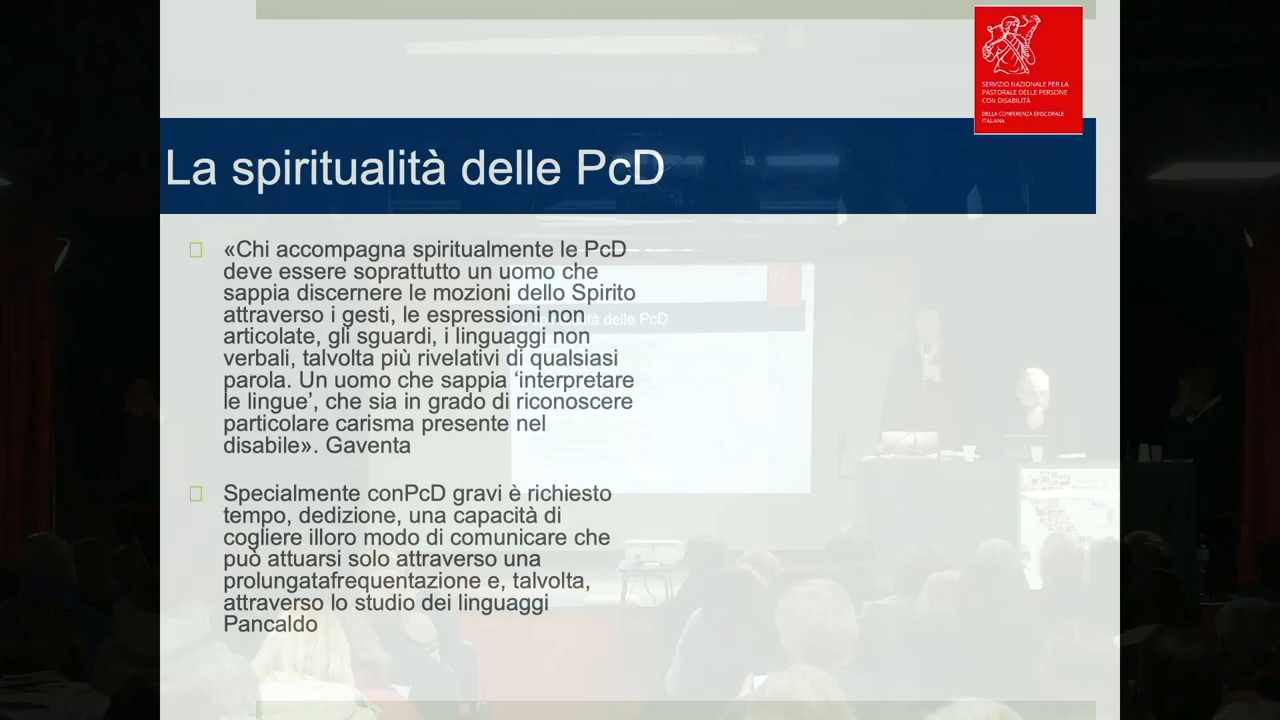 SERVIZIO NAZIONALE PER LA
PASTORALE DELLE PERSONE
CON DISABILITÀ
DELLA CONFERENZA EPISCOPALE
ITALIANA
La spiritualità delle PcD
«Chi accompagna spiritualmente le PcD
deve essere soprattutto un uomo che
sappia discernere le mozioni dello Spirito
attraverso i gesti, le espressioni non
articolate, gli sguardi, i linguaggi non
verbali, talvolta più rivelativi di qualsiasi
parola. Un uomo che sappia ‘interpretare
le lingue’, che sia in grado di riconoscere
particolare carisma presente nel
disabile». Gaventa
Specialmente conPcD gravi è richiesto
tempo, dedizione, una capacità di
cogliere illoro modo di comunicare che
può attuarsi solo attraverso una
prolungatafrequentazione e, talvolta,
attraverso lo studio dei linguaggi
Pancaldo
delle PcD